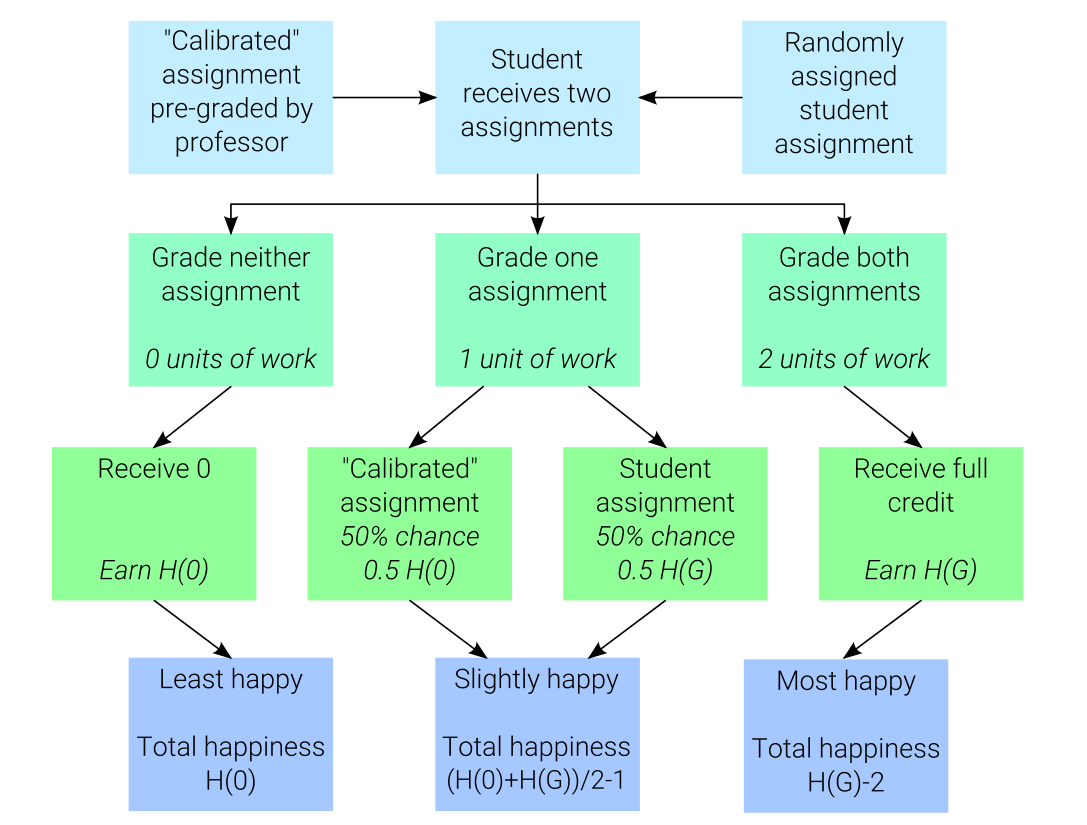 "Calibrated"
assignment
pre-graded by
professor
Student
receives two
assignments
Randomly
assigned
student
assignment
Grade neither
assignment
0 units of work
Grade one
assignment
1 unit of work
Grade both
assignments
2 units of work
Receive 0
Earn H(0)
"Calibrated"
assignment
50% chance
0.5 H(0)
Student
assignment
50% chance
0.5 H(G)
Receive full
credit
Earn H(G)
Least happy
Total happiness
H(0)
Slightly happy
Total happiness
(H(0)+H(G))/2-1
Most happy
Total happiness
H(G)-2